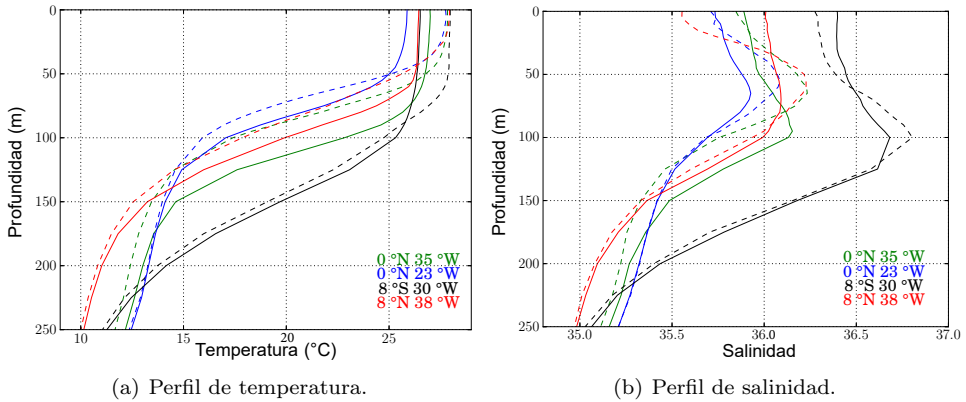 0
50
100
150
200
250
Profundidad (m)
10
15
20
25
Temperatura (°C)
0 °N 35 °W
0 °N 23 °W
8 °S 30 °W
8 °N 38 °W
(a) Perfil de temperatura.
0
50
100
150
200
250
Profundidad (m)
35.0
35.5
36.0
36.5
37.0
Salinidad
0 °N 35 °W
0 °N 23 °W
8 °S 30 °W
8 °N 38 °W
(b) Perfil de salinidad.